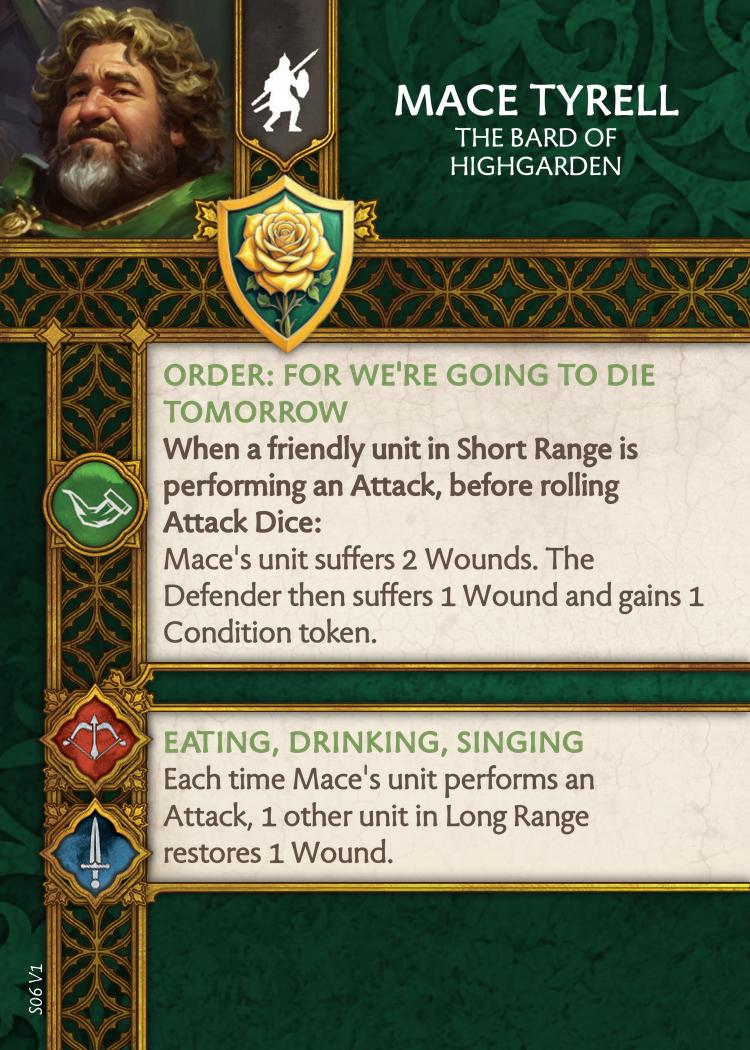 MACE TYRELL
THE BARD OF
HIGHGARDEN
ORDER: FOR WE'RE GOING TO DIE
TOMORROW
When a friendly unit in Short Range is
performing an Attack, before rolling
Attack Dice:
Mace's unit suffers 2 Wounds. The
Defender then suffers 1 Wound and gains 1
Condition token.
EATING, DRINKING, SINGING
Each time Mace's unit performs an
Attack, 1 other unit in Long Range
restores 1 Wound.
S06 V1